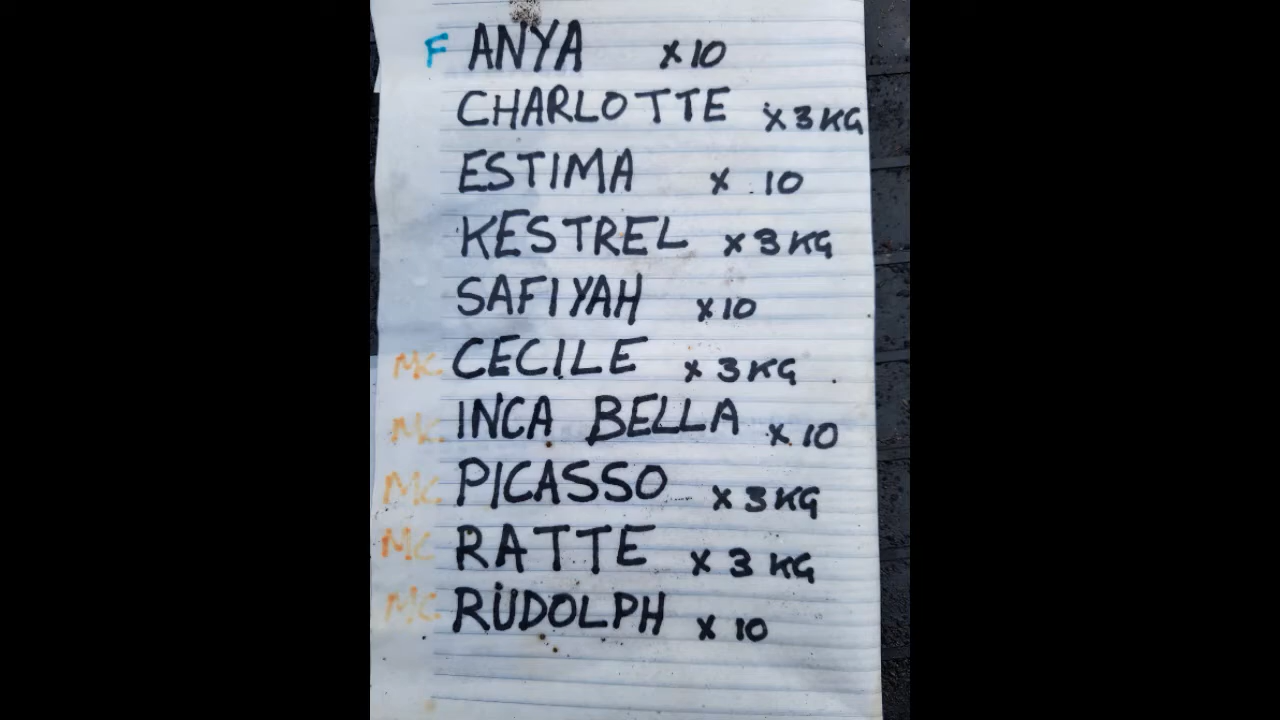 F ANYA x10
CHARLOTTE x 3 KG
ESTIMA x 10
KESTREL x 3 KG
SAFIYAH x10
MC CECILE x 3 KG
MC INCA BELLA x 10
MC PICASSO x 3 KG
MC RATTE x 3 KG
MC RUDOLPH x 10